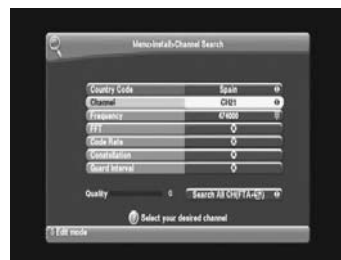 Menu>Install>Channel Search
Country Code Spain
Channel CH21
Frequency 474000
FFT 0
Code Rate 0
Constellation 0
Guard Interval 0
Quality 0 Search All CH(FTA+
Select your desired channel
Edit mode